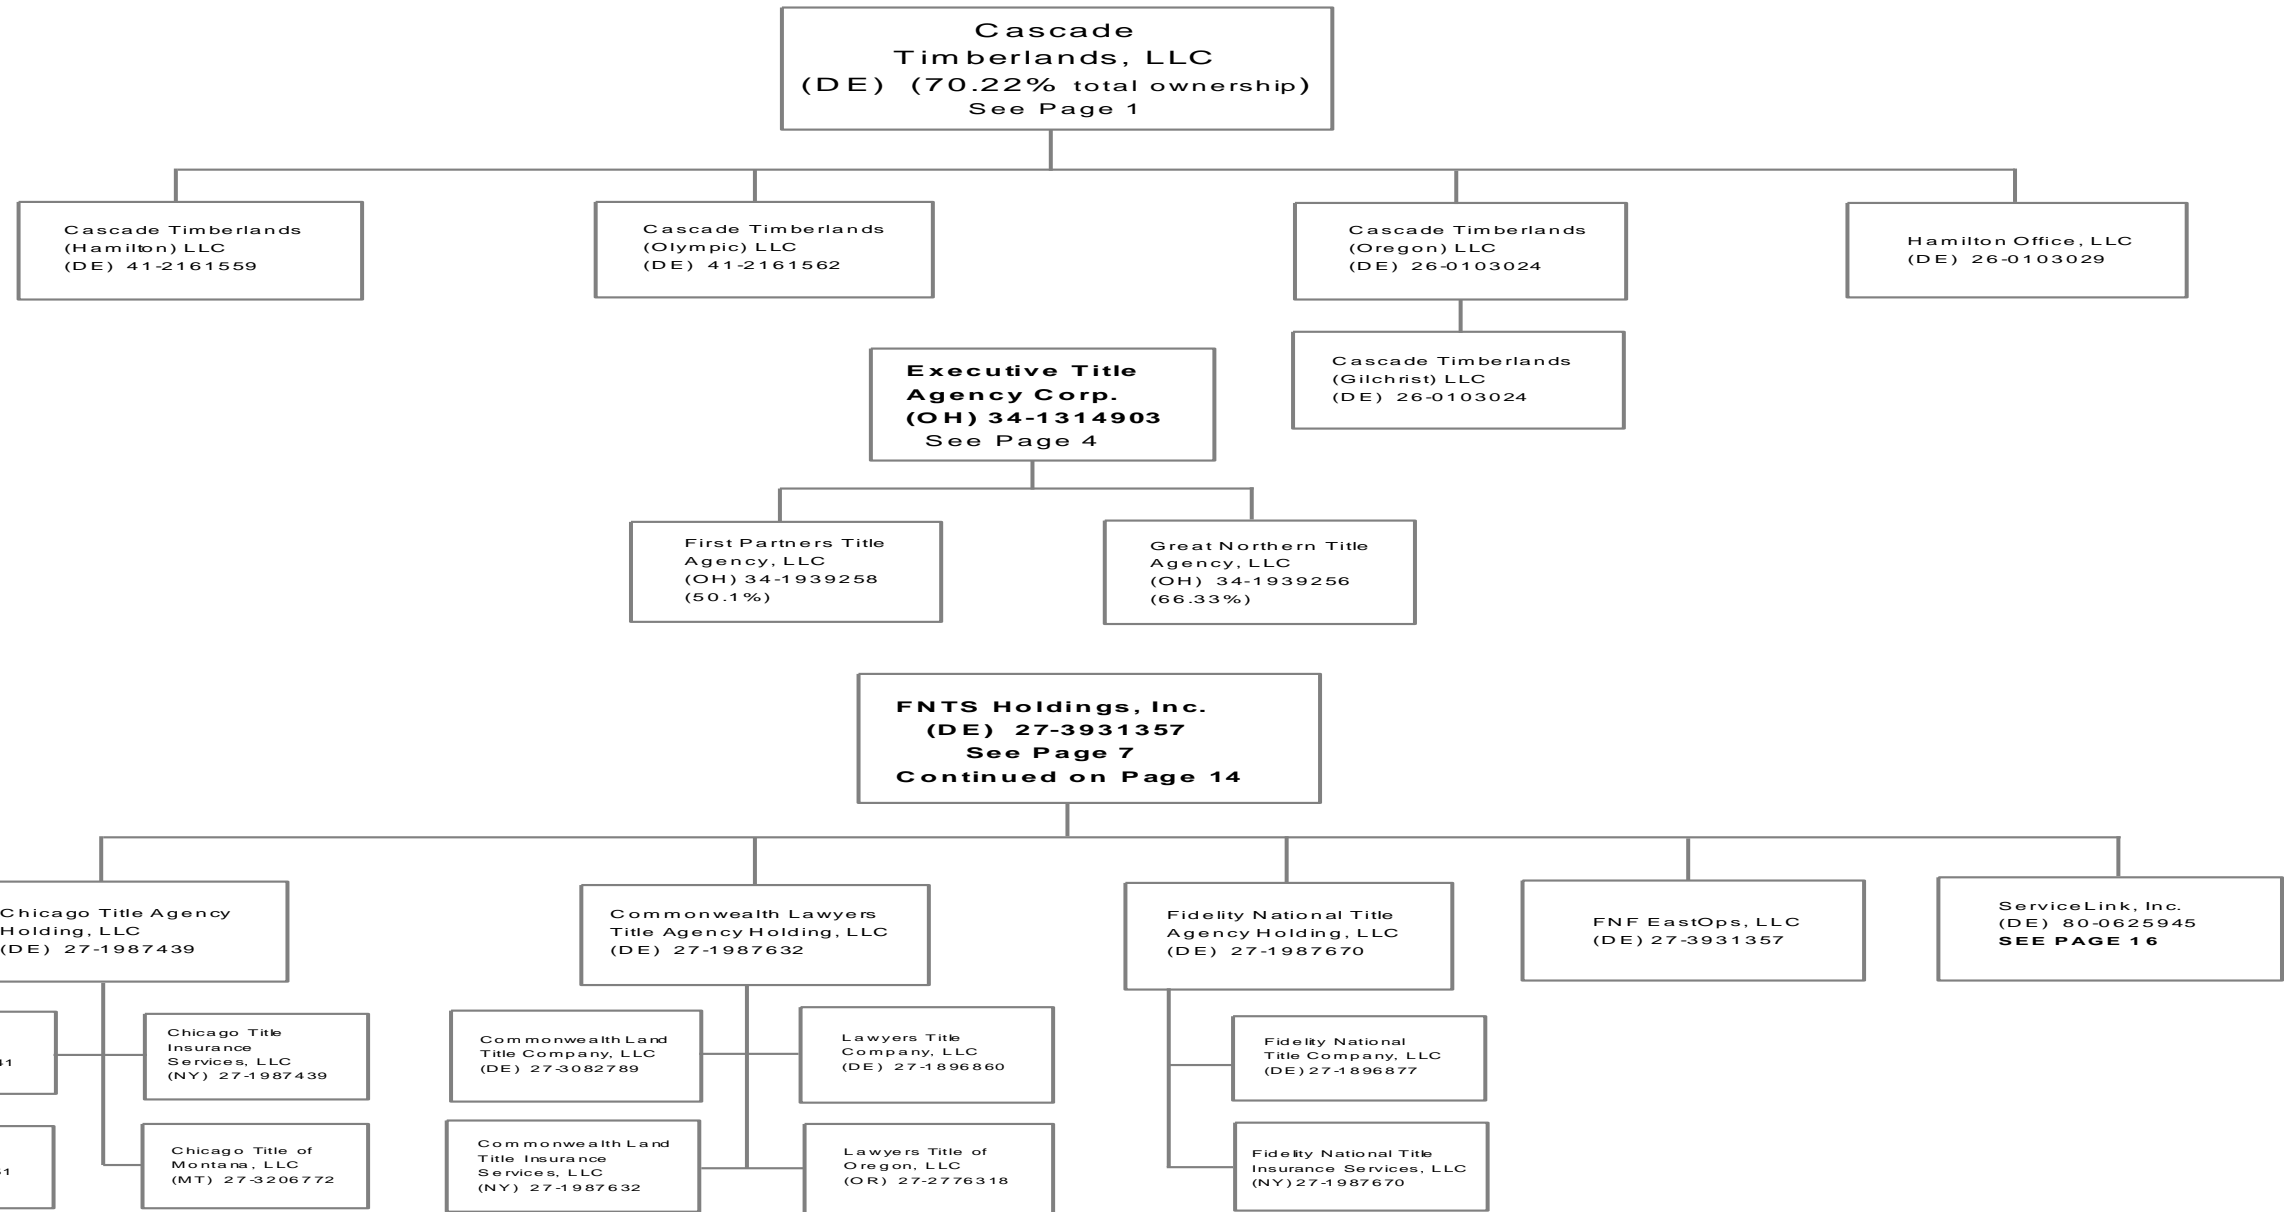 Cascade
Timberlands, LLC
(DE) (70.22% total ownership)
See Page 1
Cascade Timberlands
(Hamilton) LLC
(DE) 41-2161559
Cascade Timberlands
(Olympic) LLC
(DE) 41-2161562
Cascade Timberlands
(Oregon) LLC
(DE) 26-0103024
Hamilton Office, LLC
(DE) 26-0103029
Cascade Timberlands
(Gilchrist) LLC
(DE) 26-0103024
Executive Title
Agency Corp.
(OH) 34-1314903
See Page 4
First Partners Title
Agency, LLC
(OH) 34-1939258
(50.1%)
Great Northern Title
Agency, LLC
(OH) 34-1939256
(66.33%)
FNTS Holdings, Inc.
(DE) 27-3931357
See Page 7
Continued on Page 14
Chicago Title Agency
Holding, LLC
(DE) 27-1987439
Commonwealth Lawyers
Title Agency Holding, LLC
(DE) 27-1987632
Fidelity National Title
Agency Holding, LLC
(DE) 27-1987670
FNF EastOps, LLC
(DE) 27-3931357
ServiceLink, Inc.
(DE) 80-0625945
SEE PAGE 16
Chicago Title
Insurance
Services, LLC
(NY) 27-1987439
Commonwealth Land
Title Company, LLC
(DE) 27-3082789
Lawyers Title
Company, LLC
(DE) 27-1896860
Fidelity National
Title Company, LLC
(DE) 27-1896877
Chicago Title of
Montana, LLC
(MT) 27-3206772
Commonwealth Land
Title Insurance
Services, LLC
(NY) 27-1987632
Lawyers Title of
Oregon, LLC
(OR) 27-2776318
Fidelity National Title
Insurance Services, LLC
(NY) 27-1987670